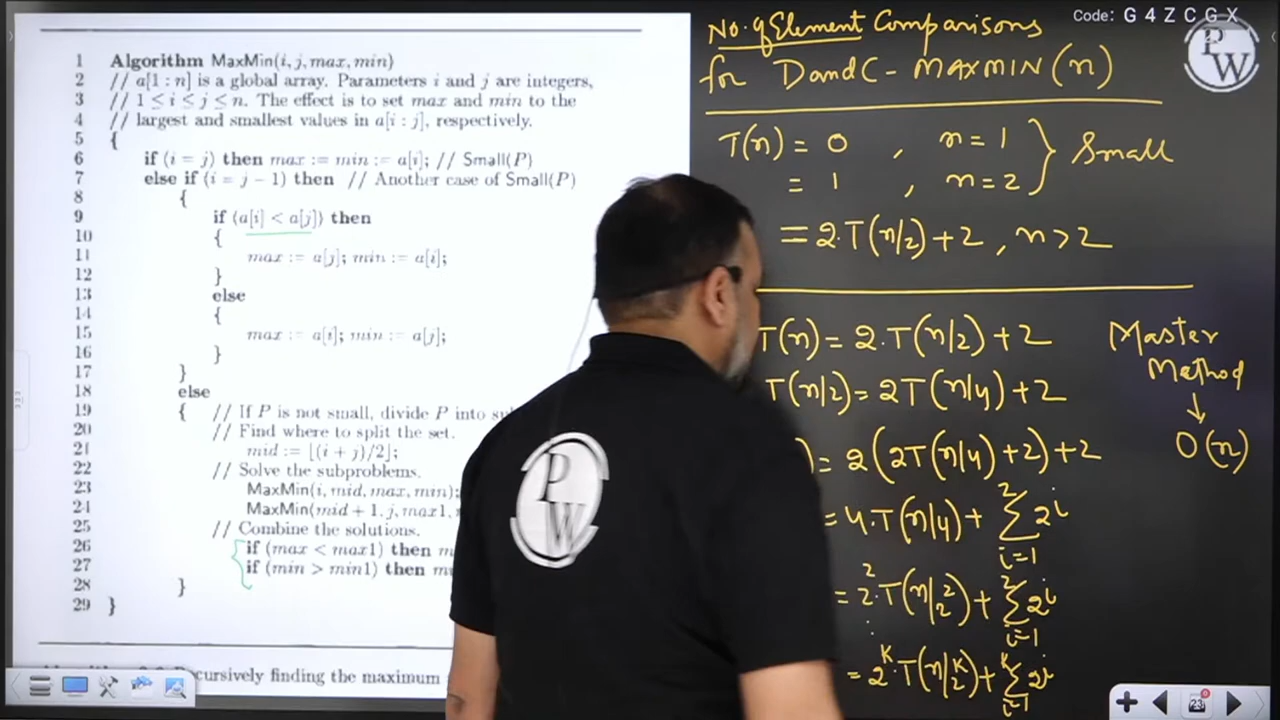 1 Algorithm MaxMin(i, j, max, min)
2 // a[1 : n] is a global array. Parameters i and j are integers,
3 // 1 ≤ i ≤ j ≤ n. The effect is to set max and min to the
4 // largest and smallest values in a[i : j], respectively.
5 {
6 if (i = j) then max := min := a[i]; // Small(P)
7 else if (i = j − 1) then // Another case of Small(P)
8 {
9 if (a[i] < a[j]) then
10 {
11 max := a[j]; min := a[i];
12 }
13 else
14 {
15 max := a[i]; min := a[j];
16 }
17 }
18 else
19 { // If P is not small, divide P into
20 // Find where to split the set.
21 mid := ⌊(i + j)/2⌋;
22 // Solve the subproblems.
23 MaxMin(i, mid, max, min);
24 MaxMin(mid + 1, j, max1,
25 // Combine the solutions.
26 if (max < max1) then
27 if (min > min1) then
28 }
29 }
Recursively finding the maximum
Code: G 4 Z C G X
P
W
No. of Element Comparisons
for DandC - MAXMIN(n)
T(n) = 0 , n = 1 } Small
= 1 , n = 2
= 2.T(n/2) + 2 , n > 2
T(n) = 2.T(n/2) + 2
T(n/2) = 2T(n/4) + 2
) = 2(2T(n/4) + 2) + 2
= 4.T(n/4) + 2 Σ i=1 2^i
= 2^2.T(n/2^2) + 2 Σ i=1 2^i
= 2^K.T(n/2^K) + K Σ i=1 2^i
Master
Method
↓
O(n)
P
W
23